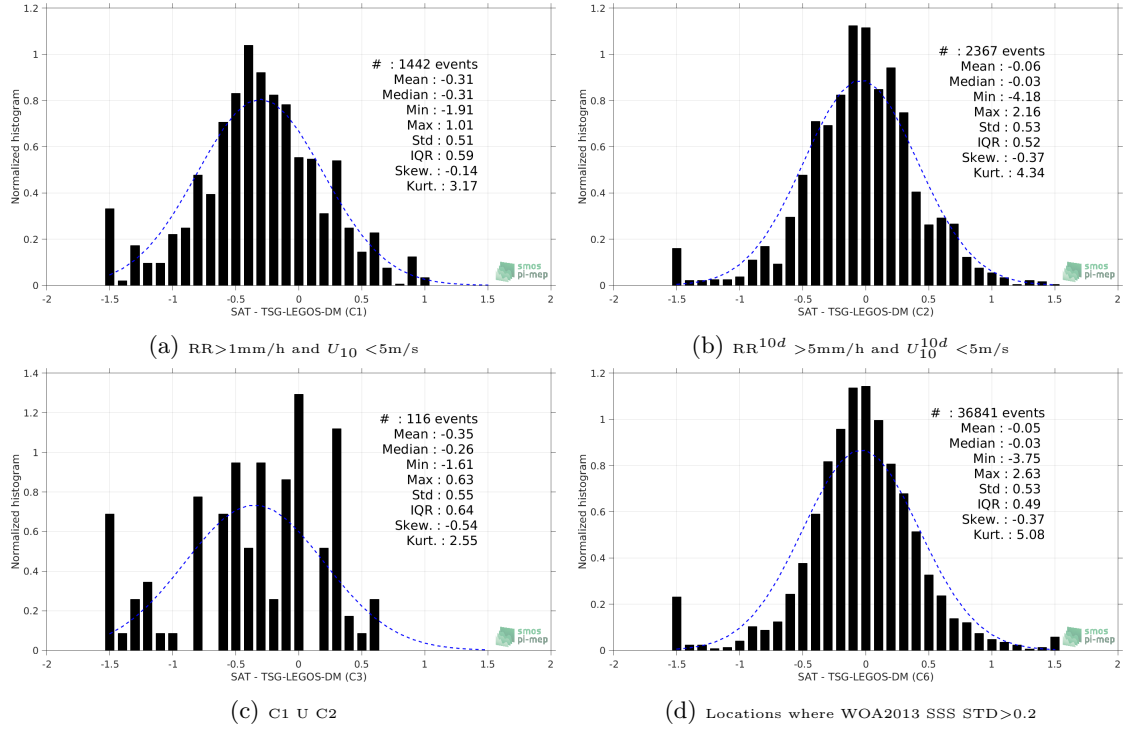 1.2
1
0.8
0.6
0.4
0.2
0
Normalized histogram
# : 1442 events
Mean : -0.31
Median : -0.31
Min : -1.91
Max : 1.01
Std : 0.51
IQR : 0.59
Skew. : -0.14
Kurt. : 3.17
smos
pi-mep
-2 -1.5 -1 -0.5 0 0.5 1 1.5 2
SAT - TSG-LEGOS-DM (C1)
(a) RR>1mm/h and U10 <5m/s
1.2
1
0.8
0.6
0.4
0.2
0
Normalized histogram
# : 2367 events
Mean : -0.06
Median : -0.03
Min : -4.18
Max : 2.16
Std : 0.53
IQR : 0.52
Skew. : -0.37
Kurt. : 4.34
smos
pi-mep
-2 -1.5 -1 -0.5 0 0.5 1 1.5 2
SAT - TSG-LEGOS-DM (C2)
(b) RR10d >5mm/h and U10d10 <5m/s
1.4
1.2
1
0.8
0.6
0.4
0.2
0
Normalized histogram
# : 116 events
Mean : -0.35
Median : -0.26
Min : -1.61
Max : 0.63
Std : 0.55
IQR : 0.64
Skew. : -0.54
Kurt. : 2.55
smos
pi-mep
-2 -1.5 -1 -0.5 0 0.5 1 1.5 2
SAT - TSG-LEGOS-DM (C3)
(c) C1 U C2
1.2
1
0.8
0.6
0.4
0.2
0
Normalized histogram
# : 36841 events
Mean : -0.05
Median : -0.03
Min : -3.75
Max : 2.63
Std : 0.53
IQR : 0.49
Skew. : -0.37
Kurt. : 5.08
smos
pi-mep
-2 -1.5 -1 -0.5 0 0.5 1 1.5 2
SAT - TSG-LEGOS-DM (C6)
(d) Locations where WOA2013 SSS STD>0.2